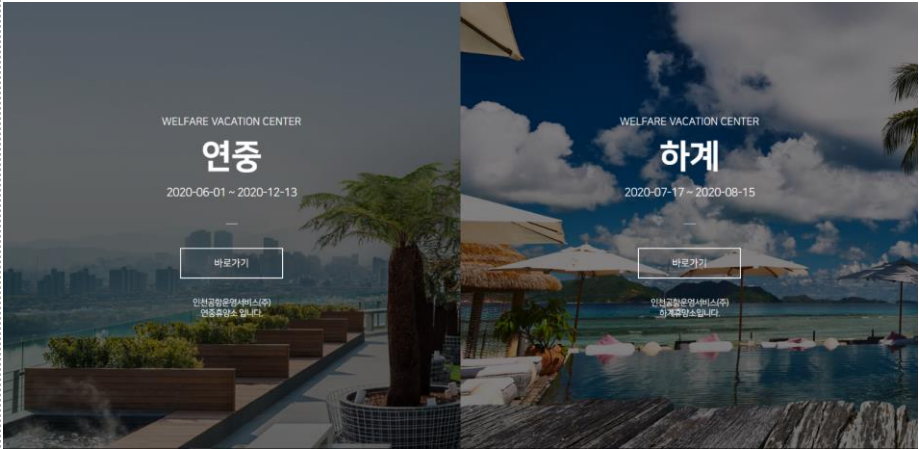 WELFARE VACATION CENTER
연중
2020-06-01 ~ 2020-12-13
바로가기
인천공항운영서비스(주)
연중휴양소 입니다.
WELFARE VACATION CENTER
하계
2020-07-17 ~ 2020-08-15
바로가기
인천공항운영서비스(주)
하계휴양소입니다.